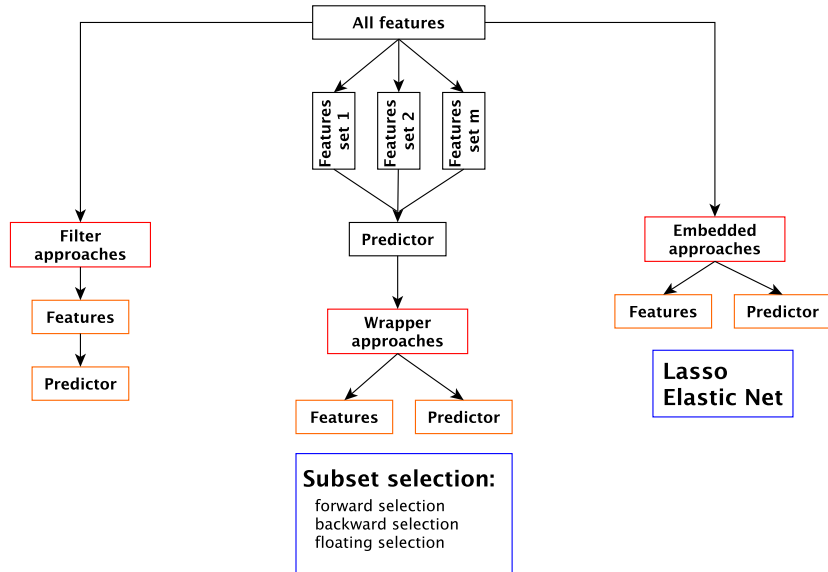 All features
Features
set 1
Features
set 2
Features
set m
Filter
approaches
Predictor
Embedded
approaches
Features
Features
Predictor
Wrapper
approaches
Predictor
Lasso
Elastic Net
Features
Predictor
Subset selection:
forward selection
backward selection
floating selection